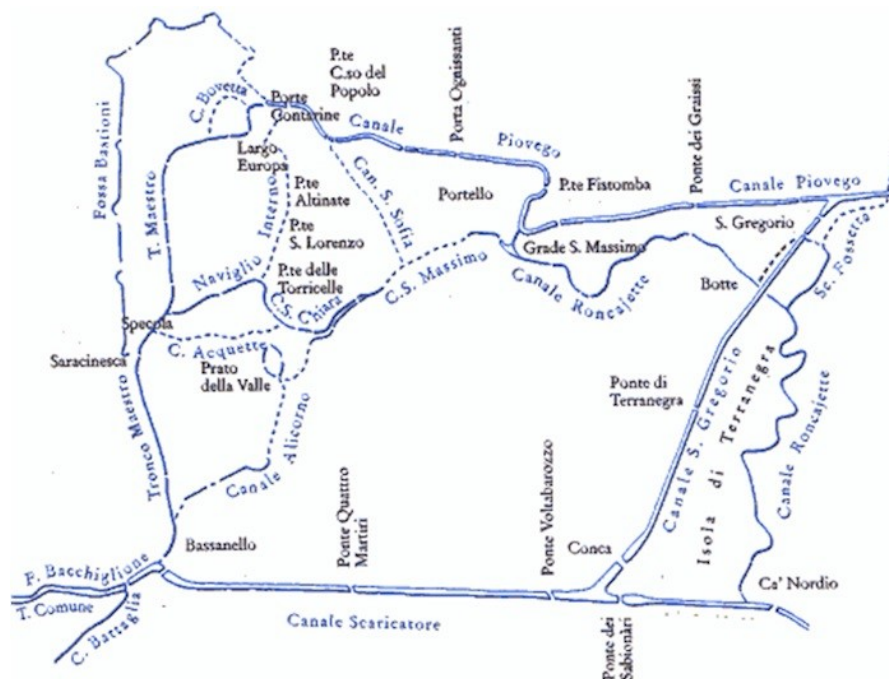 P.te
C.so del
Popolo
Porta Ognissanti
Ponte dei Graissi
C. Bovetta
Porte
Contarine
Canale
Piovego
Fossa Bastioni
Largo
Europa
T. Maestro
Interno
P.te
Altinate
Can. S. Sofia
Portello
P.te Fistomba
Canale Piovego
P.te
S. Lorenzo
S. Gregorio
Grade S. Massimo
Sc. Fossetta
Naviglio
P.te delle
Torricelle
C.S. Massimo
Canale Roncajette
Botte
C.S. Chiara
Specola
C. Acquette
Saracinesca
Prato
della Valle
Ponte di
Terranegra
Tronco Maestro
Canale Alicorno
Canale S. Gregorio
Isola di Terranegra
Canale Roncajette
Ponte Quattro
Martiri
Ponte Voltabarozzo
Bassanello
Conca
F. Bacchiglione
Ca' Nordio
T. Comune
C. Battaglia
Canale Scaricatore
Ponte dei
Sabionàri